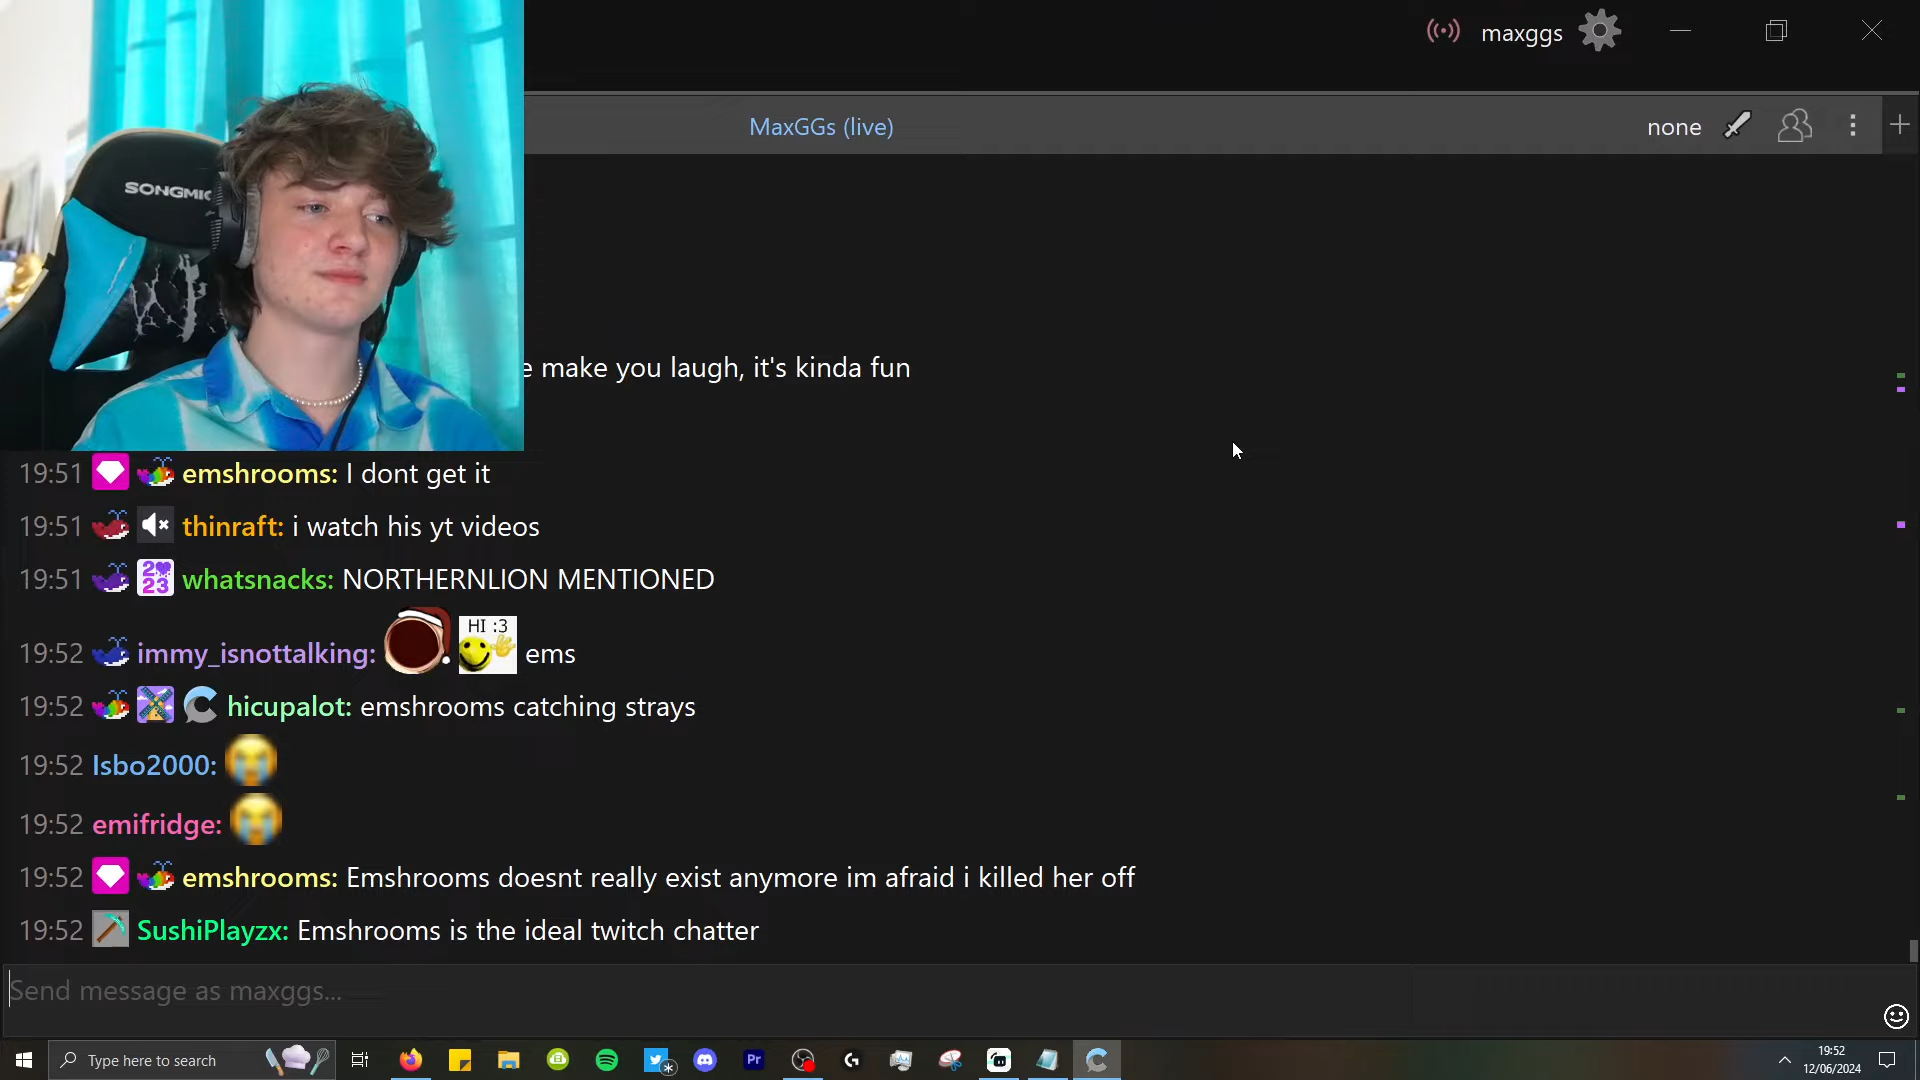 maxggs
SONGMIC
MaxGGs (live)
none
e make you laugh, it's kinda fun
19:51 emshrooms: I dont get it
19:51 thinraft: i watch his yt videos
19:51 2023 whatsnacks: NORTHERNLION MENTIONED
HI :3
19:52 immy_isnottalking: ems
19:52 hicupalot: emshrooms catching strays
19:52 Isbo2000:
19:52 emifridge:
19:52 emshrooms: Emshrooms doesnt really exist anymore im afraid i killed her off
19:52 SushiPlayzx: Emshrooms is the ideal twitch chatter
Send message as maxggs...
Type here to search
Pr
19:52
12/06/2024